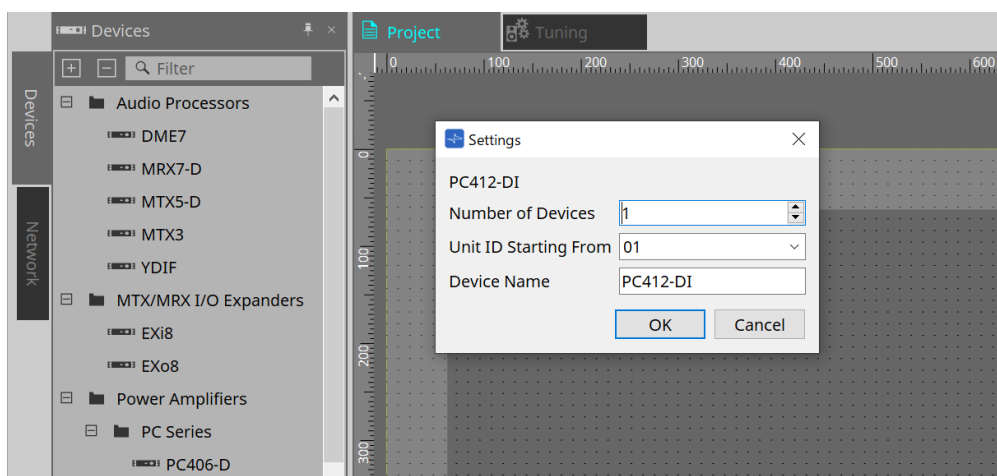 Devices
Filter
Audio Processors
DME7
MRX7-D
MTX5-D
MTX3
YDIF
MTX/MRX I/O Expanders
EXi8
EXo8
Power Amplifiers
PC Series
PC406-D
Devices
Network
Project
Tuning
0 100 200 300 400 500 600
0
100
200
300
Settings
PC412-DI
Number of Devices 1
Unit ID Starting From 01
Device Name PC412-DI
OK Cancel